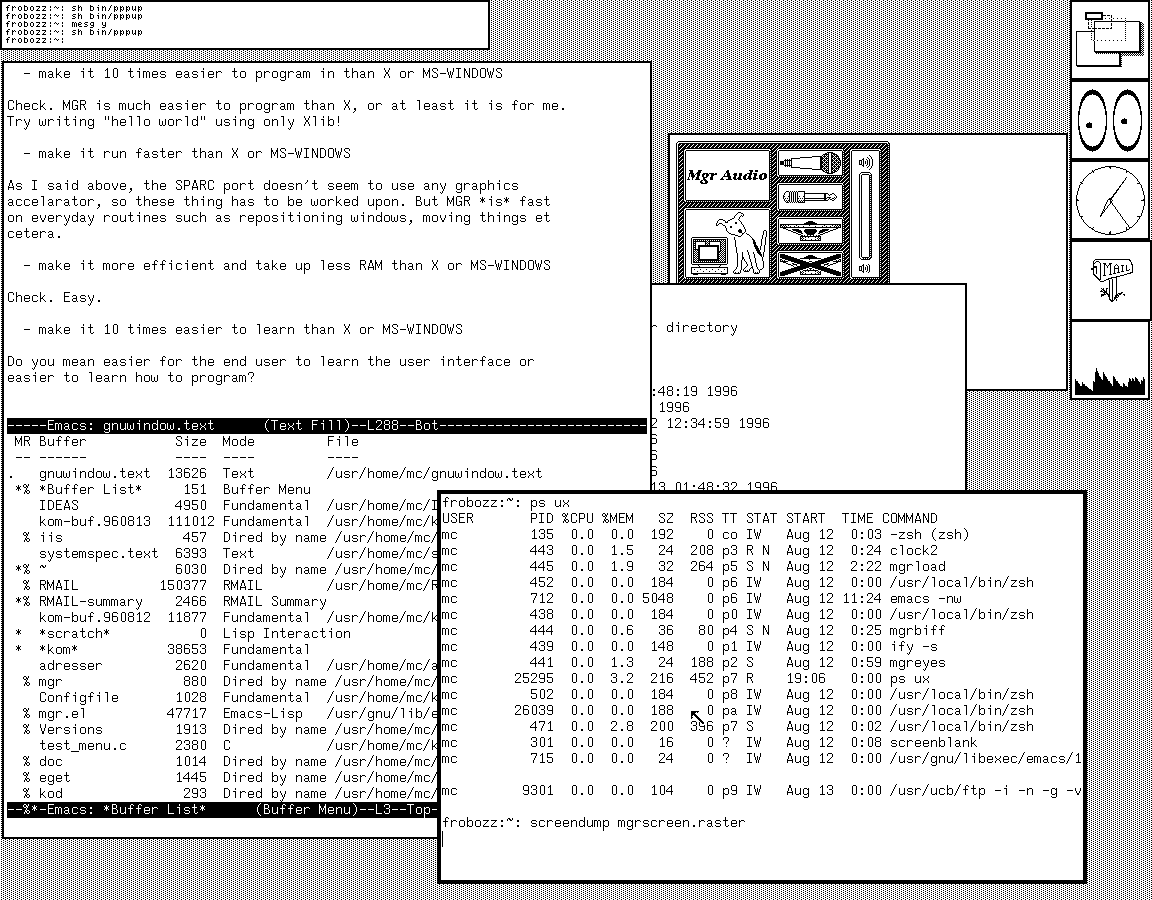 frobozz:~: sh bin/pppup
frobozz:~: sh bin/pppup
frobozz:~: mesg y
frobozz:~: sh bin/pppup
frobozz:~:
- make it 10 times easier to program in than X or MS-WINDOWS
Check. MGR is much easier to program than X, or at least it is for me.
Try writing "hello world" using only Xlib!
- make it run faster than X or MS-WINDOWS
As I said above, the SPARC port doesn't seem to use any graphics
accelarator, so these thing has to be worked upon. But MGR *is* fast
on everyday routines such as repositioning windows, moving things et
cetera.
- make it more efficient and take up less RAM than X or MS-WINDOWS
Check. Easy.
- make it 10 times easier to learn than X or MS-WINDOWS
Do you mean easier for the end user to learn the user interface or
easier to learn how to program?
-----Emacs: gnuwindow.text      (Text Fill)--L288--Bot--------------------------
MR Buffer           Size  Mode         File
-- ------           ----  ----         ----
.   gnuwindow.text  13626  Text         /usr/home/mc/gnuwindow.text
*% *Buffer List*     151  Buffer Menu
IDEAS            4950  Fundamental  /usr/home/mc/I
kom-buf.960813  111012 Fundamental  /usr/home/mc/k
% iis              457  Dired by name /usr/home/mc/
systemspec.text  6393  Text         /usr/home/mc/s
*% ~                6030  Dired by name /usr/home/mc/
% RMAIL          150377  RMAIL        /usr/home/mc/R
*% RMAIL-summary    2466  RMAIL Summary
kom-buf.960812  11877  Fundamental  /usr/home/mc/k
*  *scratch*           0  Lisp Interaction
*  *kom*           38653  Fundamental
adresser         2620  Fundamental  /usr/home/mc/a
% mgr              880  Dired by name /usr/home/mc/
Configfile       1028  Fundamental  /usr/home/mc/k
% mgr.el         47717  Emacs-Lisp   /usr/gnu/lib/e
% Versions        1913  Dired by name /usr/home/mc/
test_menu.c      2380  C            /usr/home/mc/k
% doc             1014  Dired by name /usr/home/mc/
% eget            1445  Dired by name /usr/home/mc/
% kod              293  Dired by name /usr/home/mc/
--%*-Emacs: *Buffer List*      (Buffer Menu)--L3--Top-
Mgr Audio
MAIL
r directory
:48:19 1996
1996
2 12:34:59 1996
6
6
6
13 01:48:32 1996
frobozz:~: ps ux
USER         PID %CPU %MEM   SZ  RSS TT STAT START  TIME COMMAND
mc           135  0.0  0.0  192    0 co IW   Aug 12  0:03 -zsh (zsh)
mc           443  0.0  1.5   24  208 p3 R N  Aug 12  0:24 clock2
mc           445  0.0  1.9   32  264 p5 S N  Aug 12  2:22 mgrload
mc           452  0.0  0.0  184    0 p6 IW   Aug 12  0:00 /usr/local/bin/zsh
mc           712  0.0  0.0 5048    0 p6 IW   Aug 12 11:24 emacs -nw
mc           438  0.0  0.0  184    0 p0 IW   Aug 12  0:00 /usr/local/bin/zsh
mc           444  0.0  0.6   36   80 p4 S N  Aug 12  0:25 mgrbiff
mc           439  0.0  0.0  148    0 p1 IW   Aug 12  0:00 ify -s
mc           441  0.0  1.3   24  188 p2 S    Aug 12  0:59 mgreyes
mc         25295  0.0  3.2  216  452 p7 R    19:06   0:00 ps ux
mc           502  0.0  0.0  184    0 p8 IW   Aug 12  0:00 /usr/local/bin/zsh
mc         26039  0.0  0.0  188    0 pa IW   Aug 12  0:00 /usr/local/bin/zsh
mc           471  0.0  2.8  200  396 p7 S    Aug 12  0:02 /usr/local/bin/zsh
mc           301  0.0  0.0   16    0 ?  IW   Aug 12  0:08 screenblank
mc           715  0.0  0.0   24    0 ?  IW   Aug 12  0:00 /usr/gnu/libexec/emacs/1
mc          9301  0.0  0.0  104    0 p9 IW   Aug 13  0:00 /usr/ucb/ftp -i -n -g -v
frobozz:~: screendump mgrscreen.raster